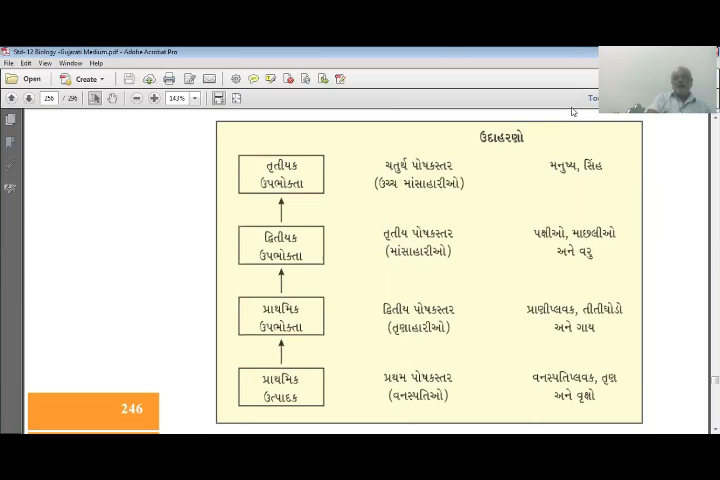 Std- 12 Biology -Gujarati Medium.pdf - Adobe Acrobat Pro
File Edit View Window Help
Open Create
256 / 296 143%
ઉદાહરણો
તૃતીયક ચતુર્થ પોષકસ્તર મનુષ્ય, સિંહ
ઉપભોક્તા (ઉચ્ચ માંસાહારીઓ)
દ્વિતીયક તૃતીય પોષકસ્તર પક્ષીઓ, માછલીઓ
ઉપભોક્તા (માંસાહારીઓ) અને વરુ
પ્રાથમિક દ્વિતીય પોષકસ્તર પ્રાણીપ્લવક, તીતીઘોડો
ઉપભોક્તા (તૃણાહારીઓ) અને ગાય
પ્રાથમિક પ્રથમ પોષકસ્તર વનસ્પતિપ્લવક, તૃણ
ઉત્પાદક (વનસ્પતિઓ) અને વૃક્ષો
246